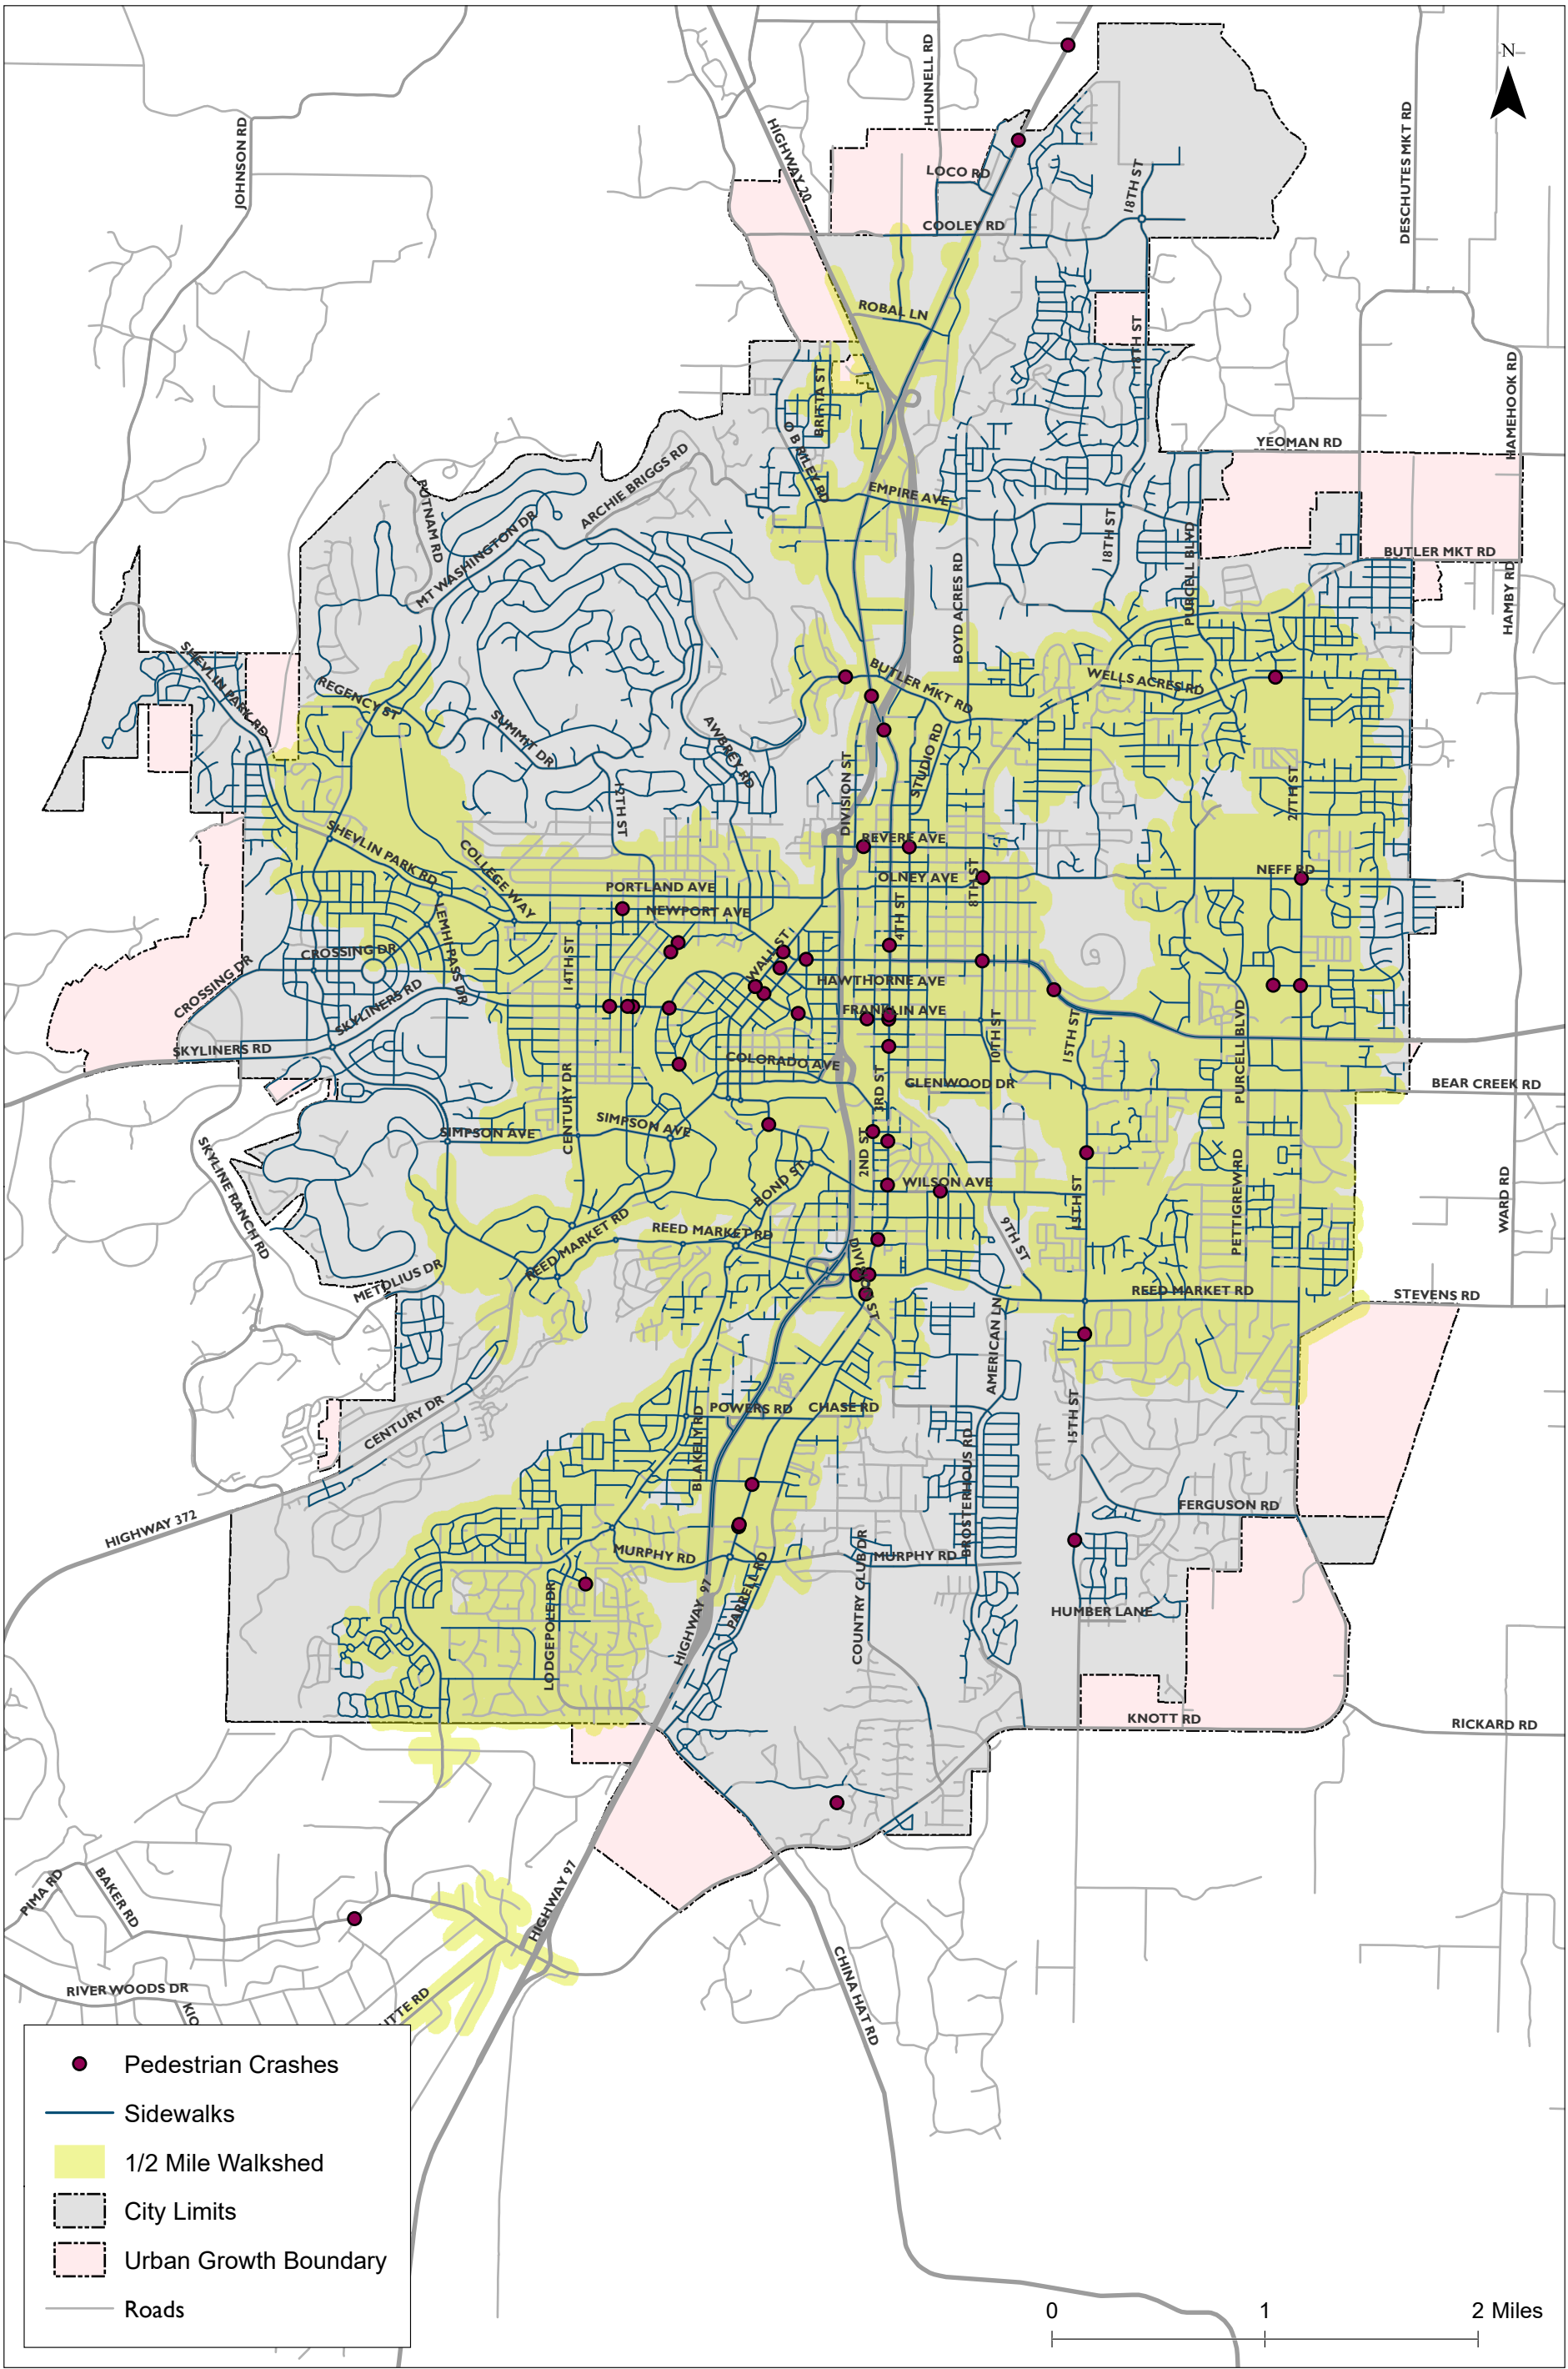 N
HUNNELL RD
HIGHWAY 20
JOHNSON RD
DESCHUTES MKT RD
LOCO RD
18TH ST
COOLEY RD
ROBAL LN
18TH ST
BRITTA ST
HAMEHOOK RD
O B RILEY RD
YEOMAN RD
ARCHIE BRIGGS RD
PUTNAM RD
EMPIRE AVE
MT WASHINGTON DR
18TH ST
PURCELL BLVD
BUTLER MKT RD
BOYD ACRES RD
HAMBY RD
SHEVLIN PARK RD
REGENCY ST
BUTLER MKT RD
WELLS ACRES RD
SUMMIT DR
AWBREY RD
STUDIO RD
DIVISION ST
12TH ST
27TH ST
SHEVLIN PARK RD
COLLEGE WAY
REVERE AVE
NEFF RD
OLNEY AVE
8TH ST
PORTLAND AVE
NEWPORT AVE
4TH ST
LEMHI PASS DR
CROSSING DR
14TH ST
WALL ST
CROSSING DR
HAWTHORNE AVE
SKYLINERS RD
FRANKLIN AVE
10TH ST
15TH ST
PURCELL BLVD
SKYLINERS RD
COLORADO AVE
GLENWOOD DR
BEAR CREEK RD
CENTURY DR
3RD ST
SIMPSON AVE
SIMPSON AVE
2ND ST
SKYLINE RANCH RD
BOND ST
WILSON AVE
15TH ST
PETTIGREW RD
WARD RD
REED MARKET RD
REED MARKET RD
9TH ST
DIVISION ST
METOLIUS DR
REED MARKET RD
STEVENS RD
AMERICAN LN
POWERS RD
CHASE RD
CENTURY DR
BLAKELY RD
15TH ST
BROSTERHOUS RD
FERGUSON RD
HIGHWAY 372
MURPHY RD
MURPHY RD
COUNTRY CLUB DR
PARRELL RD
LODGEPOLE DR
HIGHWAY 97
HUMBER LANE
KNOTT RD
RICKARD RD
PIMA RD
BAKER RD
HIGHWAY 97
CHINA HAT RD
RIVER WOODS DR
KIO
UTTE RD
Pedestrian Crashes
Sidewalks
1/2 Mile Walkshed
City Limits
Urban Growth Boundary
Roads
0 1 2 Miles